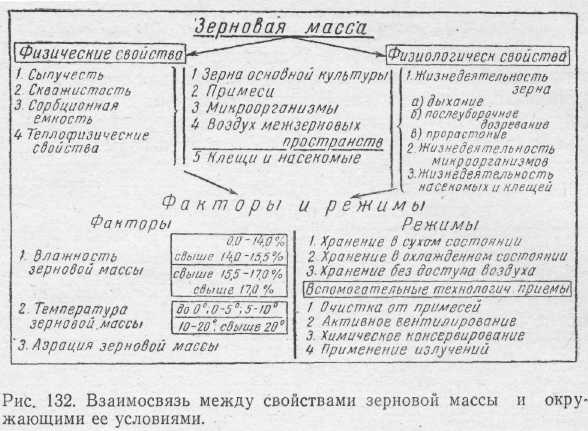 Зерновая масса
Физические свойства
1. Сыпучесть
2. Скважистость
3 Сорбционная
емкость
4 Теплофизические
свойства
1 Зерна основной культуры
2 Примеси
3 Микроорганизмы
4 Воздух межзерновых
пространств
5 Клещи и насекомые
Физиологическ свойства
1. Жизнедеятельность
зерна
а) дыхание
б) послеуборочное
дозревание
в) прорастание
2. Жизнедеятельность
микроорганизмов
3. Жизнедеятельность
насекомых и клещей
Факторы и режимы
Факторы
1. Влажность
зерновой массы
0,0-14,0 %
свыше 14,0-15,5 %
свыше 15,5-17,0 %
свыше 17,0 %
2. Температура
зерновой массы
до 0°; 0-5°; 5-10°
10-20°, свыше 20°
3. Аэрация зерновой массы
Режимы
1. Хранение в сухом состоянии
2. Хранение в охлажденном состоянии
3. Хранение без доступа воздуха
Вспомогательные технологич приемы
1 Очистка от примесей
2 Активное вентилирование
3. Химическое консервирование
4 Применение излучений
Рис. 132. Взаимосвязь между свойствами зерновой массы и окру-
жающими ее условиями.